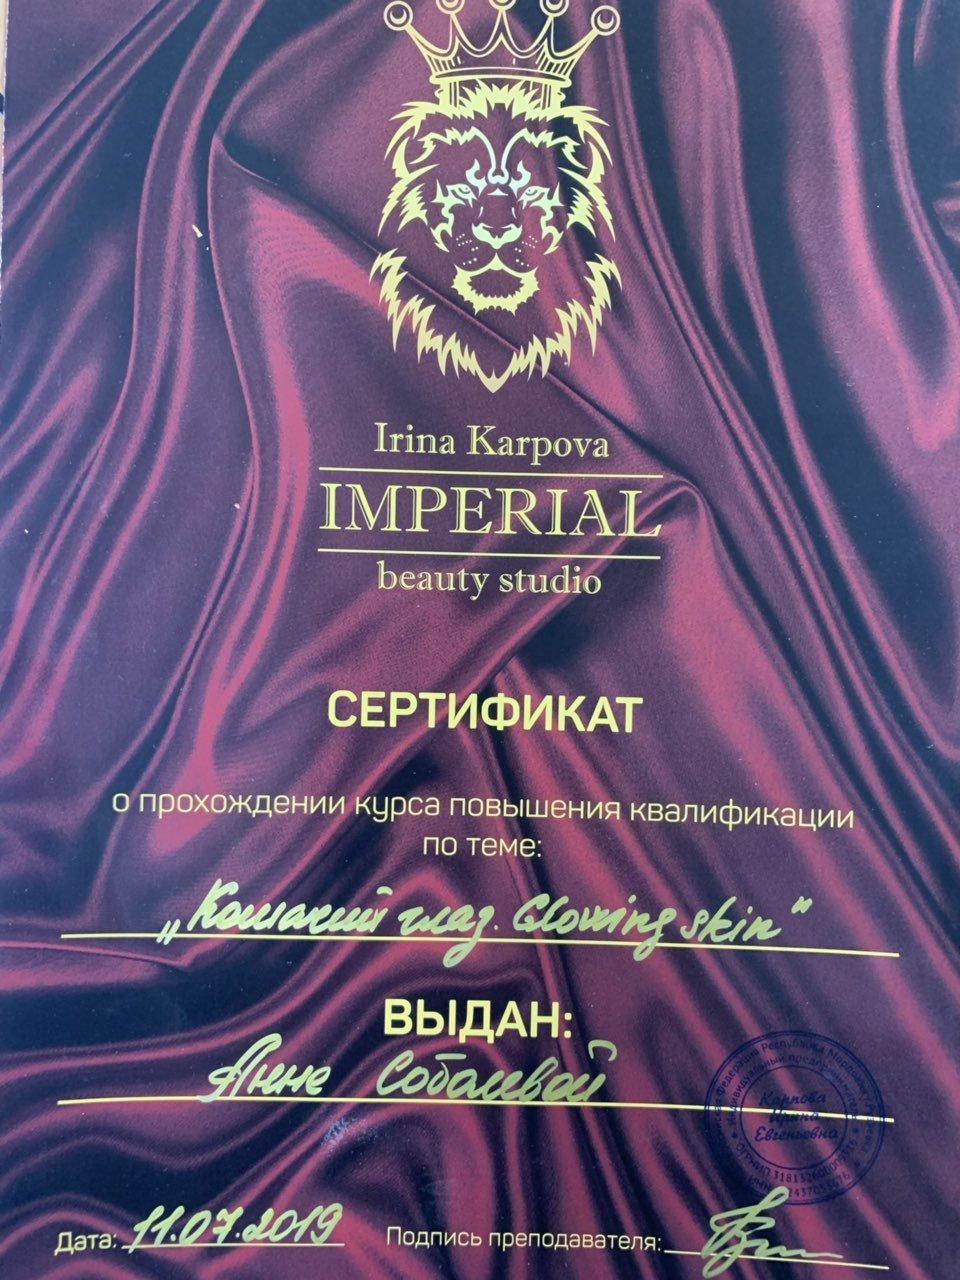 Irina Karpova
IMPERIAL
beauty studio
СЕРТИФИКАТ
о прохождении курса повышения квалификации
по теме:
„Кошачий глаз. Glowing skin"
ВЫДАН:
Анне Соболевой
Карпова
Ирина
Евгеньевна
Дата: 11.07.2019 Подпись преподавателя: